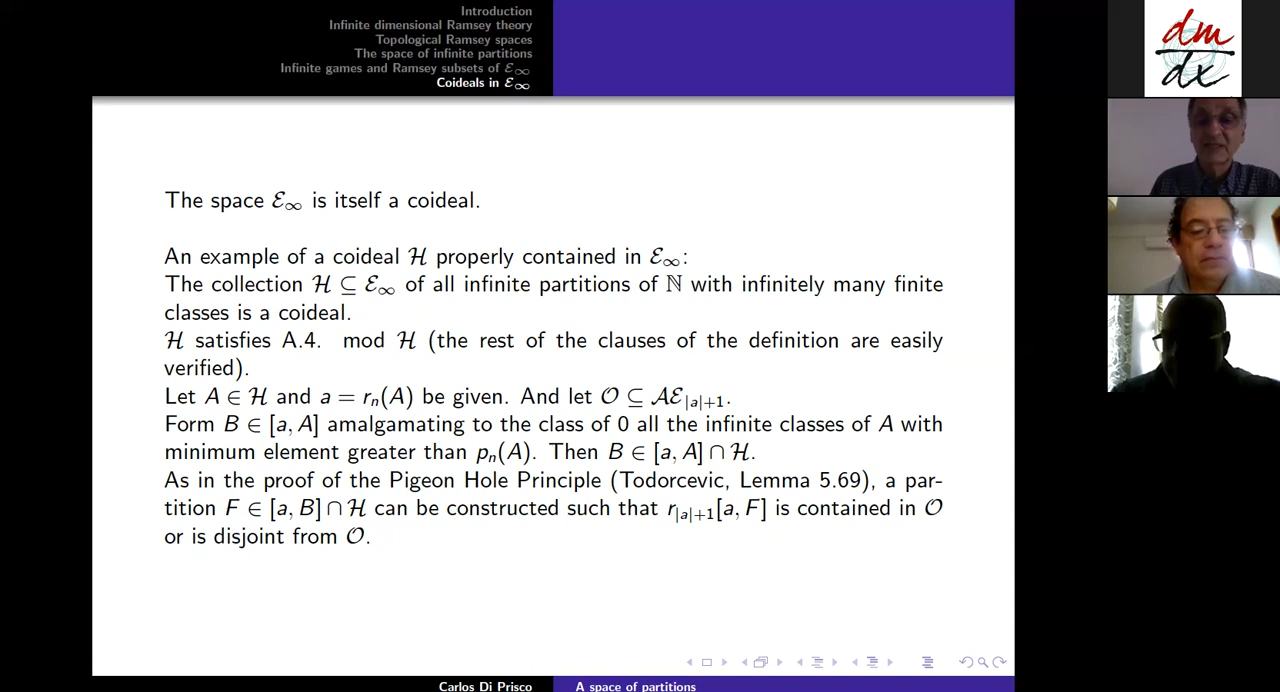 Introduction
Infinite dimensional Ramsey theory
Topological Ramsey spaces
The space of infinite partitions
Infinite games and Ramsey subsets of ℰ∞
Coideals in ℰ∞
dm
dx
The space ℰ∞ is itself a coideal.
An example of a coideal ℋ properly contained in ℰ∞:
The collection ℋ ⊆ ℰ∞ of all infinite partitions of ℕ with infinitely many finite
classes is a coideal.
ℋ satisfies A.4. mod ℋ (the rest of the clauses of the definition are easily
verified).
Let A ∈ ℋ and a = rₙ(A) be given. And let 𝒪 ⊆ 𝒜ℰ|a|+1.
Form B ∈ [a, A] amalgamating to the class of 0 all the infinite classes of A with
minimum element greater than pₙ(A). Then B ∈ [a, A] ∩ ℋ.
As in the proof of the Pigeon Hole Principle (Todorcevic, Lemma 5.69), a par-
tition F ∈ [a, B] ∩ ℋ can be constructed such that r|a|+1[a, F] is contained in 𝒪
or is disjoint from 𝒪.
Carlos Di Prisco
A space of partitions